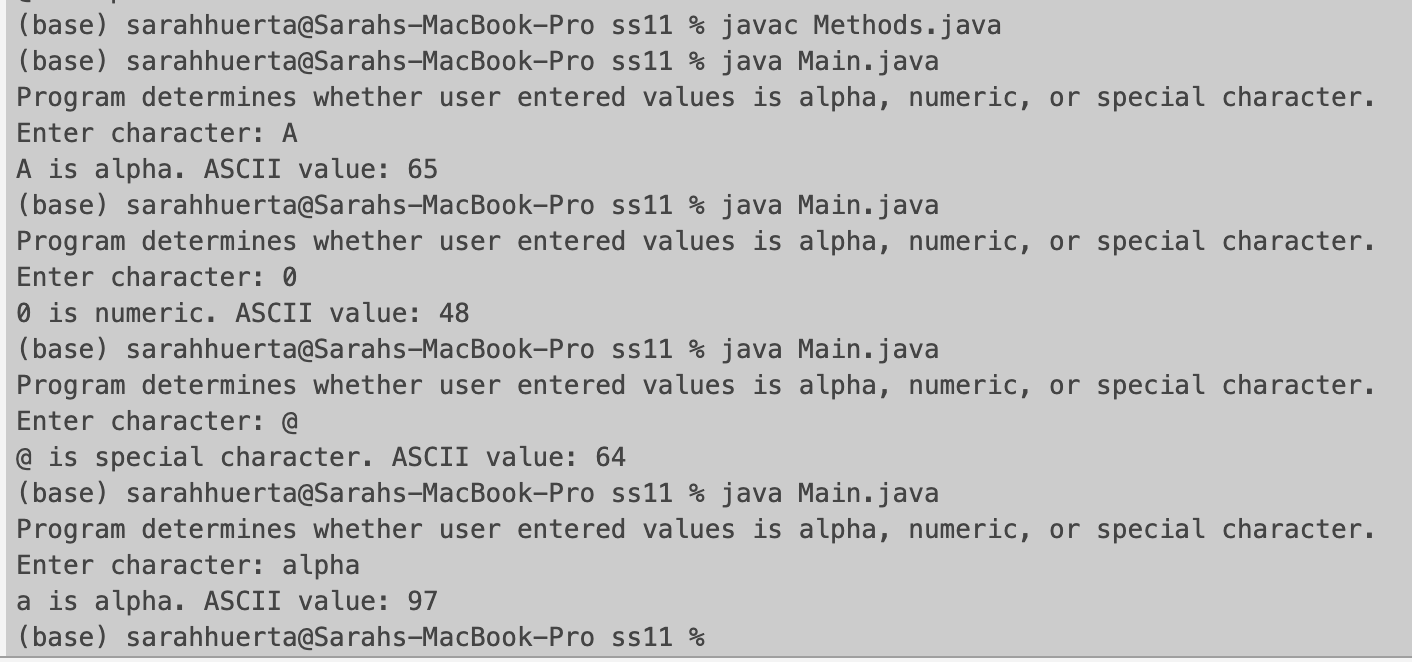 (base) sarahhuerta@Sarahs-MacBook-Pro ss11 % javac Methods.java
(base) sarahhuerta@Sarahs-MacBook-Pro ss11 % java Main.java
Program determines whether user entered values is alpha, numeric, or special character.
Enter character: A
A is alpha. ASCII value: 65
(base) sarahhuerta@Sarahs-MacBook-Pro ss11 % java Main.java
Program determines whether user entered values is alpha, numeric, or special character.
Enter character: 0
0 is numeric. ASCII value: 48
(base) sarahhuerta@Sarahs-MacBook-Pro ss11 % java Main.java
Program determines whether user entered values is alpha, numeric, or special character.
Enter character: @
@ is special character. ASCII value: 64
(base) sarahhuerta@Sarahs-MacBook-Pro ss11 % java Main.java
Program determines whether user entered values is alpha, numeric, or special character.
Enter character: alpha
a is alpha. ASCII value: 97
(base) sarahhuerta@Sarahs-MacBook-Pro ss11 %